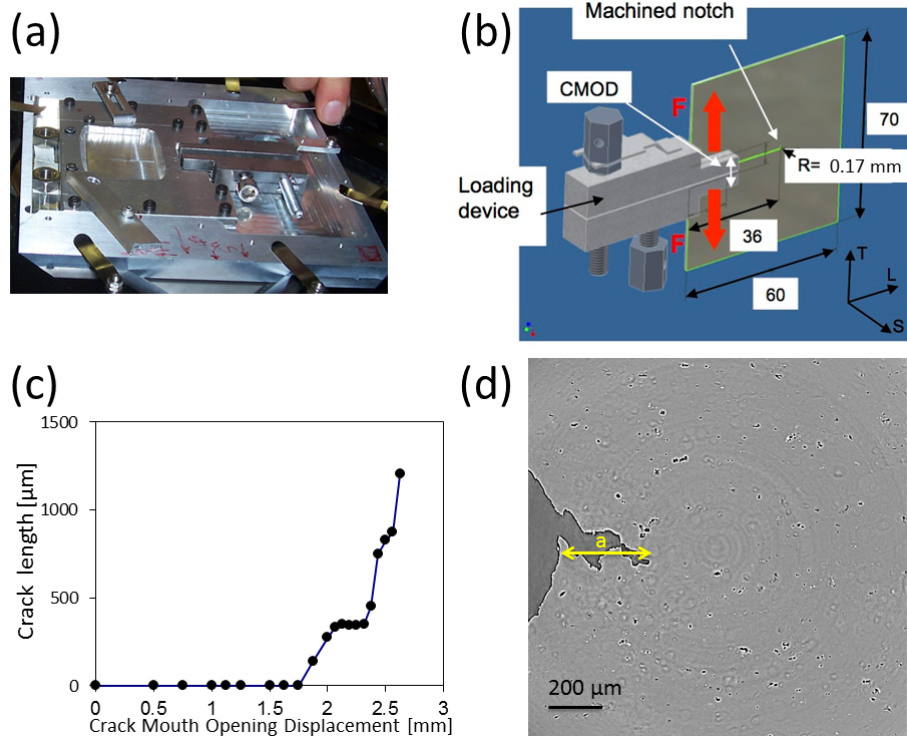 (a)
(b)
Machined notch
CMOD
F
70
R= 0.17 mm
Loading
device
36
F
60
T
L
S
(c)
1500
1000
500
0
Crack length [µm]
0
0.5
1
1.5
2
2.5
3
Crack Mouth Opening Displacement [mm]
(d)
a
200 µm